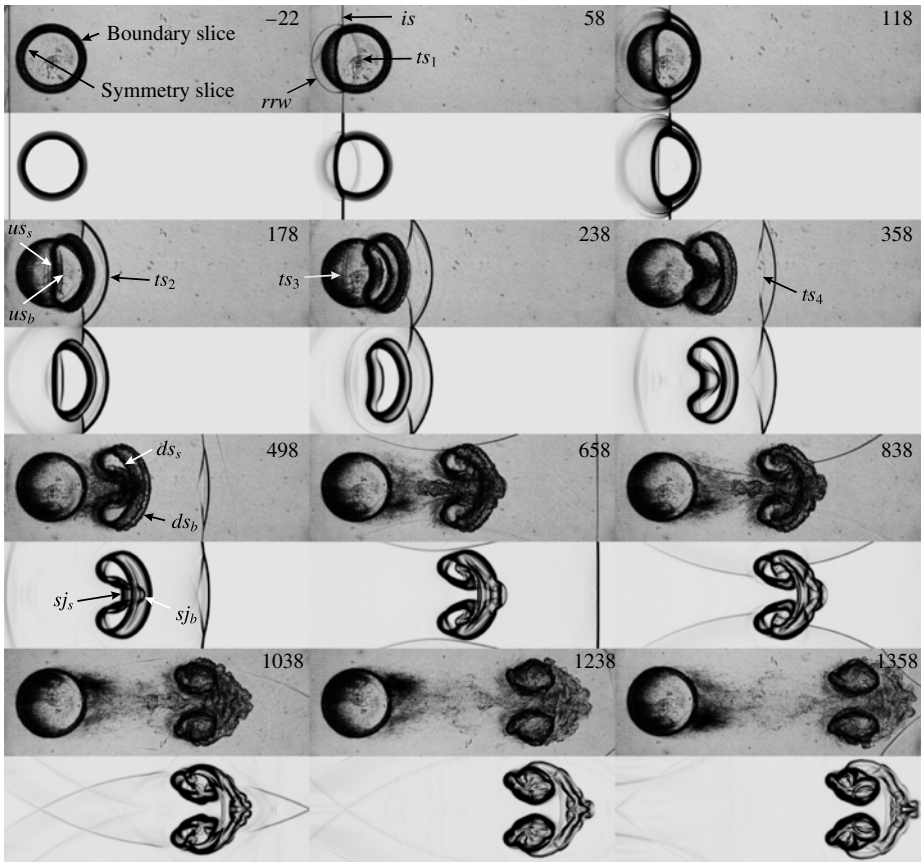 −22
Boundary slice
Symmetry slice
58
is
ts1
rrw
118
178
uss
ts2
usb
238
ts3
358
ts4
498
dss
dsb
sjs
sjb
658
838
1038
1238
1358